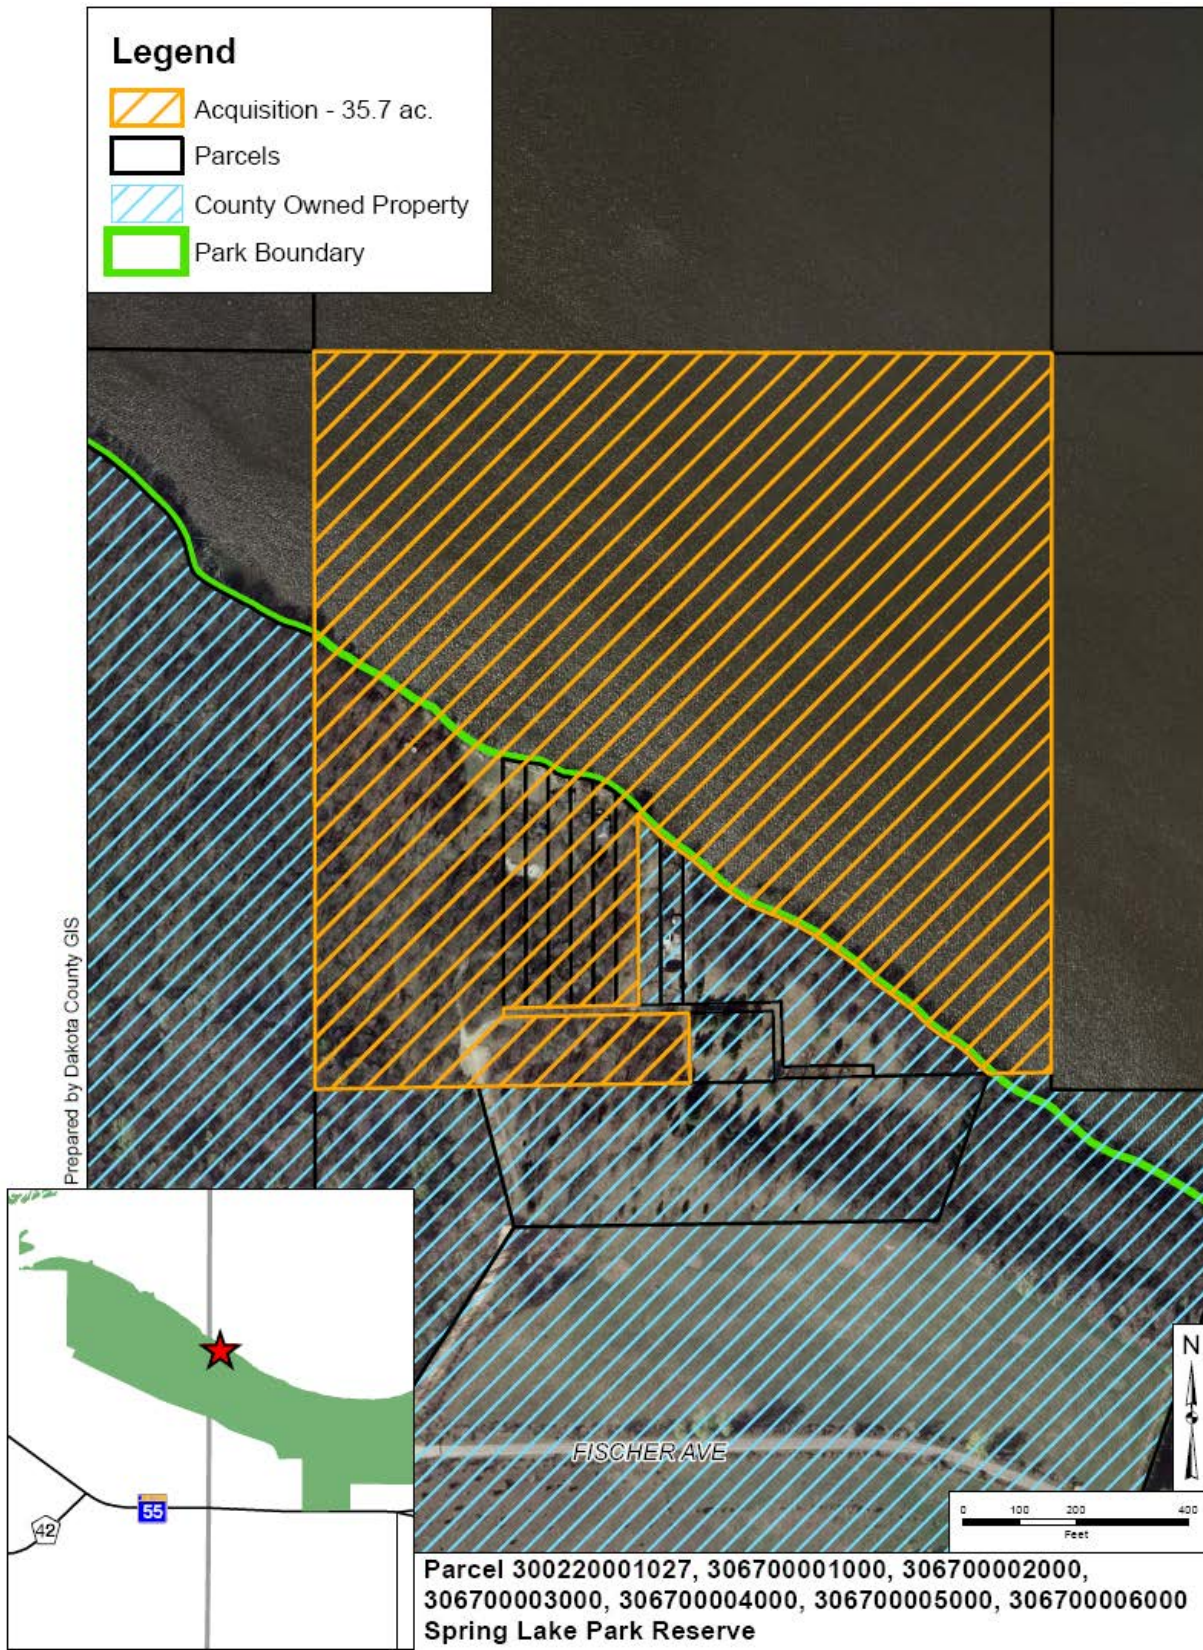 Legend
Acquisition - 35.7 ac.
Parcels
County Owned Property
Park Boundary
Prepared by Dakota County GIS
55
42
FISCHER AVE
N
0 100 200 400
Feet
Parcel 300220001027, 306700001000, 306700002000,
306700003000, 306700004000, 306700005000, 306700006000
Spring Lake Park Reserve